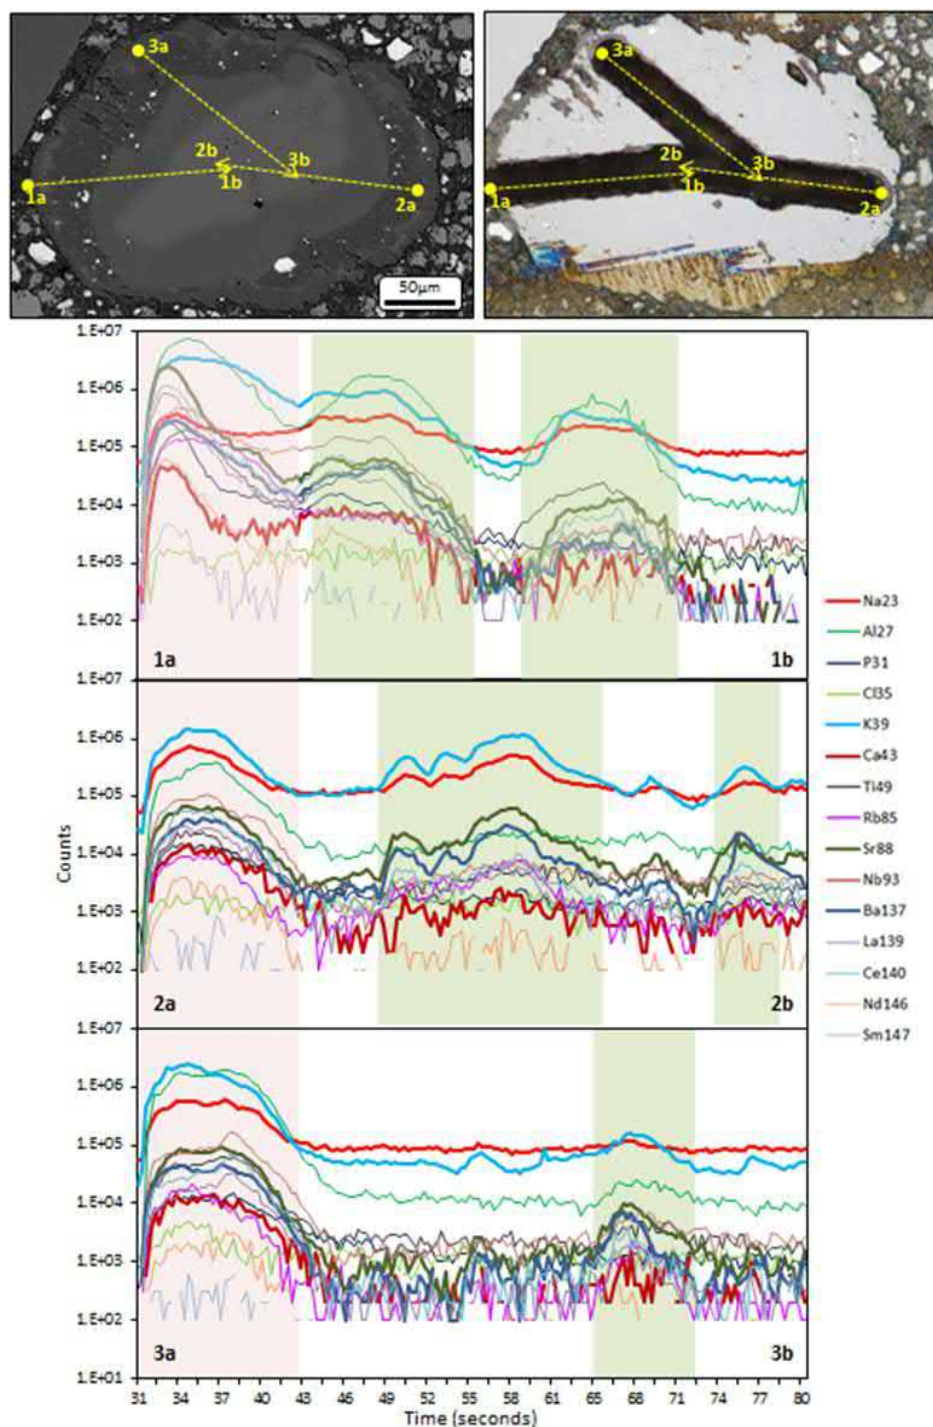 3a
2b
3b
1b
1a
2a
50µm
3a
2b
3b
1b
1a
2a
1.E+07
1.E+06
1.E+05
1.E+04
1.E+03
1.E+02
1.E+07
1a
1b
1.E+06
1.E+05
1.E+04
1.E+03
1.E+02
1.E+07
2a
2b
Counts
1.E+06
1.E+05
1.E+04
1.E+03
1.E+02
1.E+01
3a
3b
31 34 37 40 43 46 49 52 55 58 62 65 68 71 74 77 80
Time (seconds)
Na23
Al27
P31
Cl35
K39
Ca43
Ti49
Rb85
Sr88
Nb93
Ba137
La139
Ce140
Nd146
Sm147